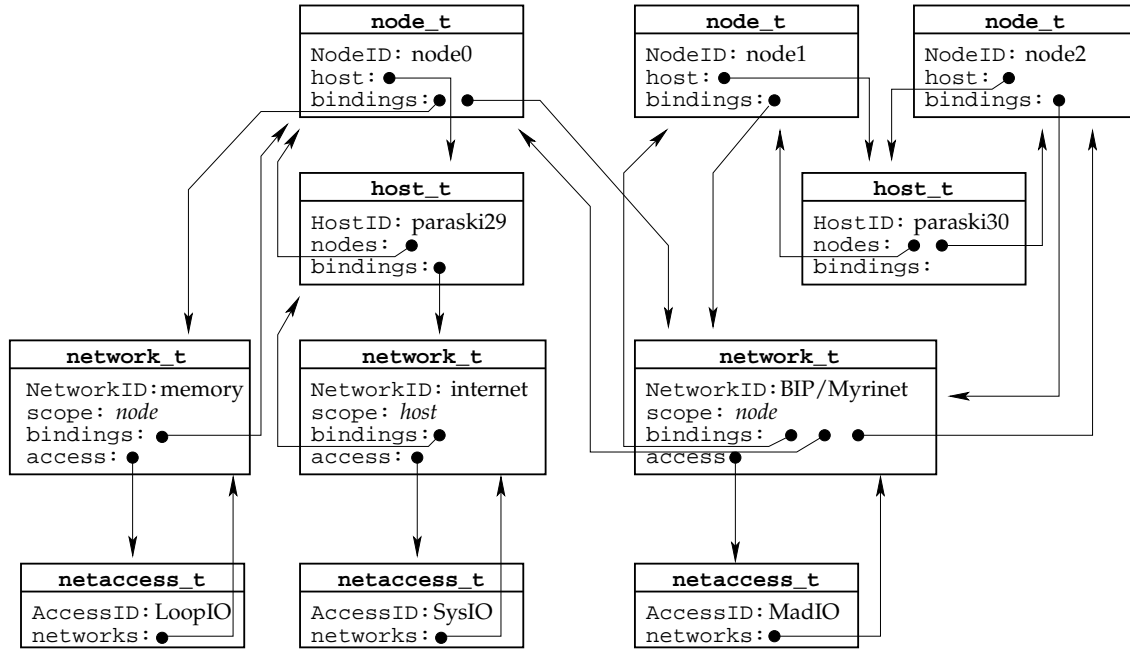 node_t
NodeID: node0
host:
bindings:
node_t
NodeID: node1
host:
bindings:
node_t
NodeID: node2
host:
bindings:
host_t
HostID: paraski29
nodes:
bindings:
host_t
HostID: paraski30
nodes:
bindings:
network_t
NetworkID: memory
scope: node
bindings:
access:
network_t
NetworkID: internet
scope: host
bindings:
access:
network_t
NetworkID: BIP/Myrinet
scope: node
bindings:
access
netaccess_t
AccessID: LoopIO
networks:
netaccess_t
AccessID: SysIO
networks:
netaccess_t
AccessID: MadIO
networks: